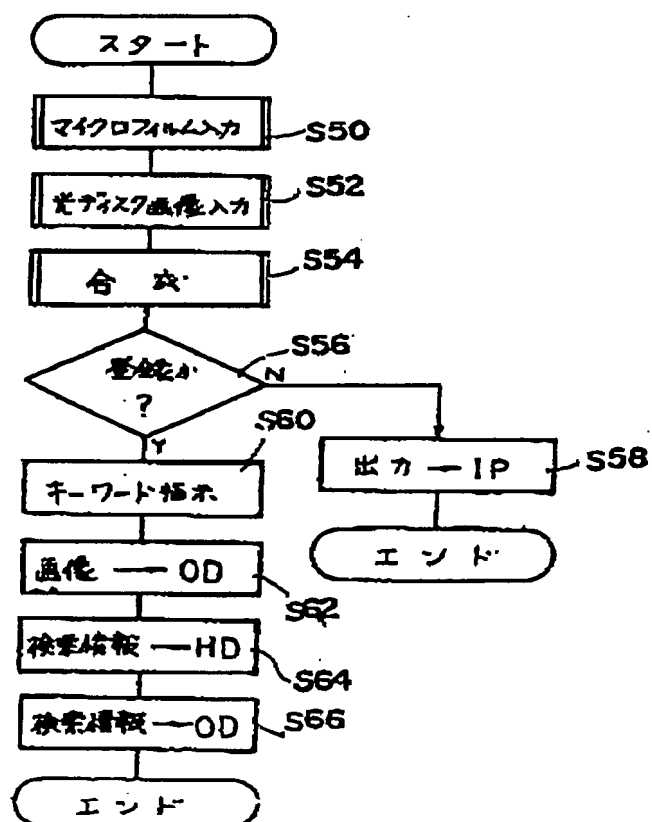 スタート
マイクロフィルム入力
S50
光ディスク画像入力
S52
合成
S54
登録か
?
S56
N
Y
S60
キーワード指示
出力 → IP
S58
エンド
画像 → OD
S62
検索情報 → HD
S64
検索情報 → OD
S66
エンド